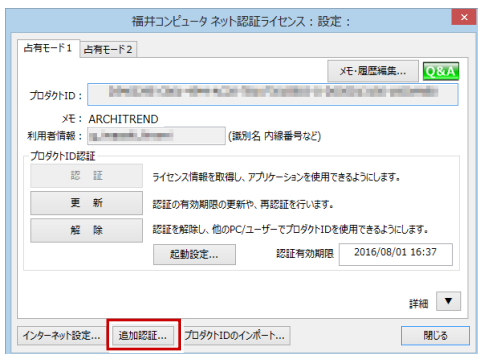 福井コンピュータ ネット認証ライセンス：設定：
占有モード1 占有モード2
メモ・履歴編集... Q&A
プロダクトID：
メモ： ARCHITREND
利用者情報： (識別名 内線番号など)
プロダクトID認証
認 証 ライセンス情報を取得し、アプリケーションを使用できるようにします。
更 新 認証の有効期限の更新や、再認証を行います。
解 除 認証を解除し、他のPC/ユーザーでプロダクトIDを使用できるようにします。
起動設定... 認証有効期限 2016/08/01 16:37
詳細 ▼
インターネット設定... 追加認証... プロダクトIDのインポート... 閉じる